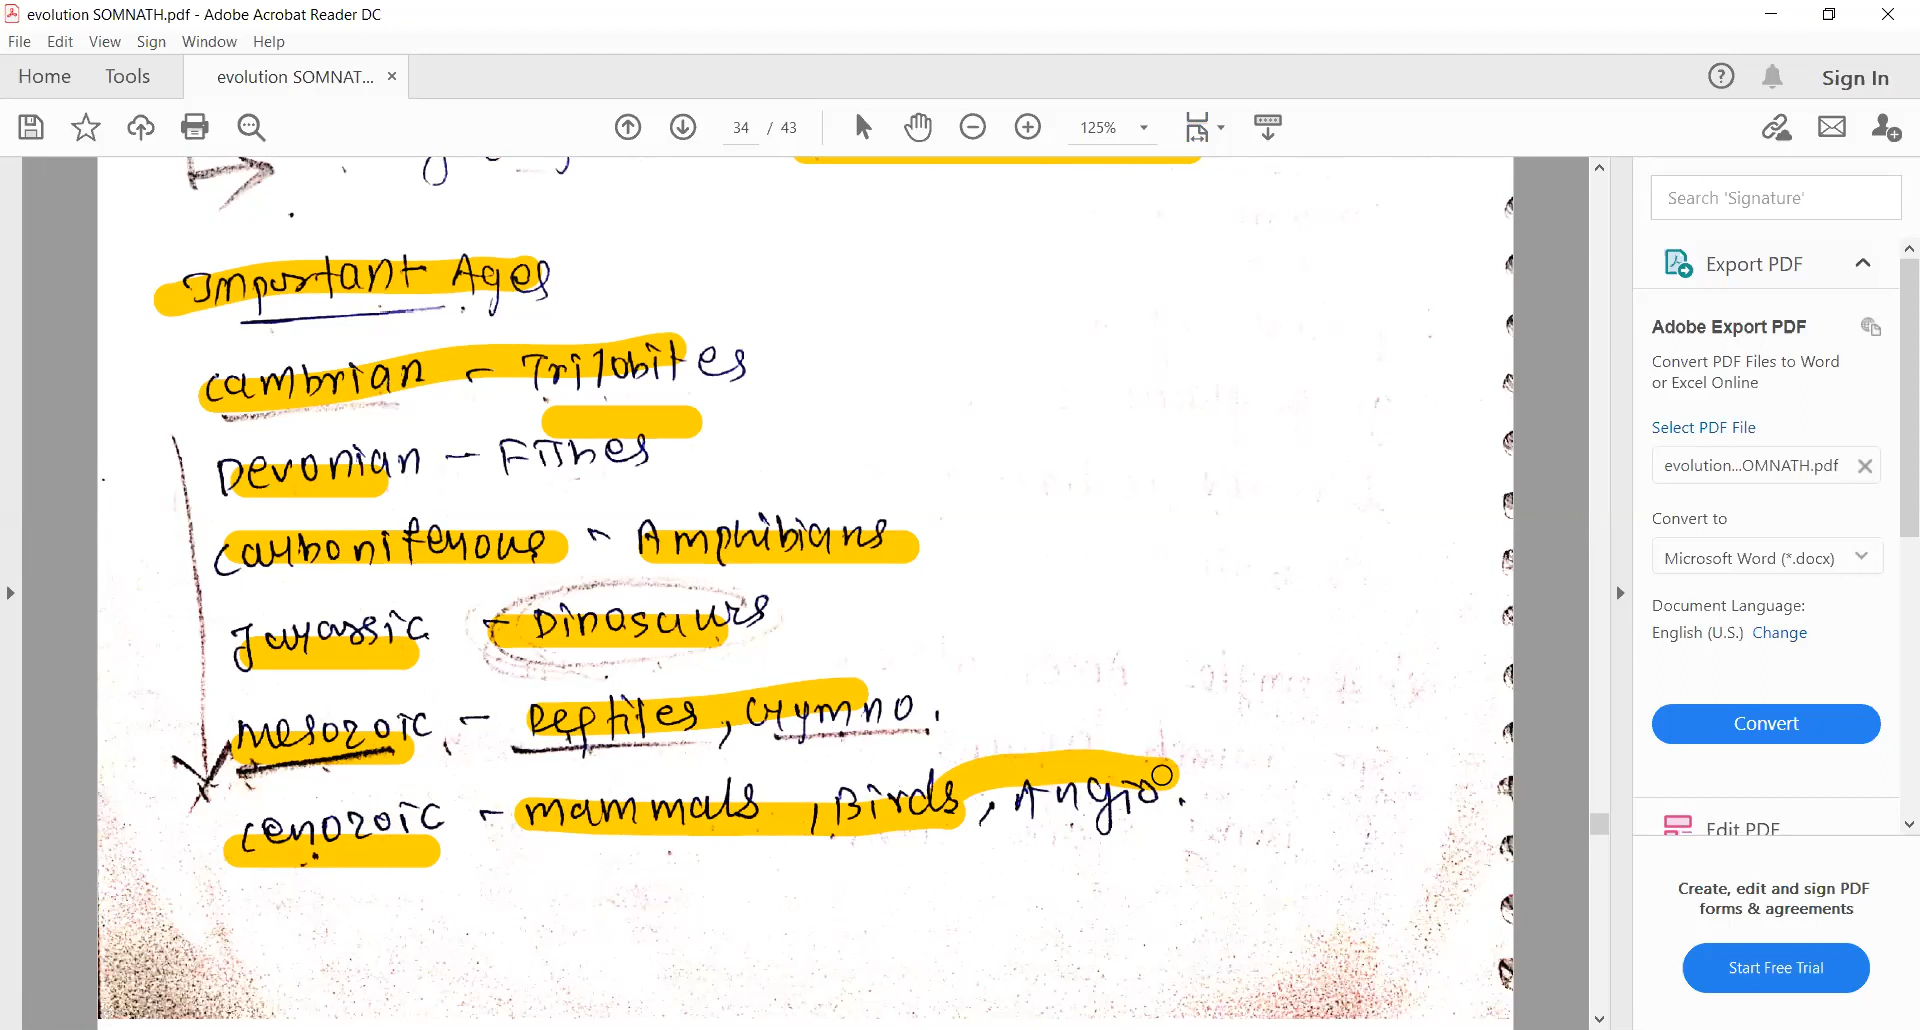 evolution SOMNATH.pdf - Adobe Acrobat Reader DC
File Edit View Sign Window Help
Home Tools evolution SOMNAT... × Sign In
34 / 43 125%
Important Ages
Cambrian - Trilobites
Devonian - Fishes
Carboniferous - Amphibians
Jurassic - Dinosaurs
Mesozoic - Reptiles, Gymno.
Cenozoic - mammals, Birds, Angio.
Search 'Signature'
Export PDF
Adobe Export PDF
Convert PDF Files to Word
or Excel Online
Select PDF File
evolution...OMNATH.pdf
Convert to
Microsoft Word (*.docx)
Document Language:
English (U.S.) Change
Convert
Edit PDF
Create, edit and sign PDF
forms & agreements
Start Free Trial